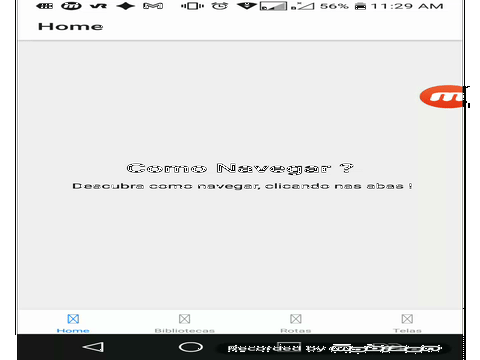 56% 11:29 AM
Home
Como Navegar ?
Descubra como navegar, clicando nas abas !
Home Bibliotecas Rotas Telas
Recorded by